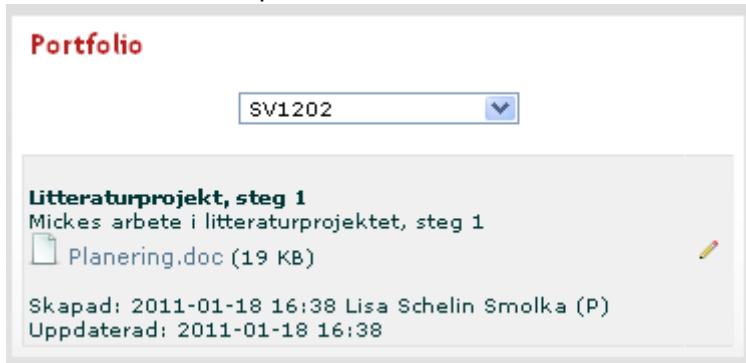 Portfolio
SV1202
Litteraturprojekt, steg 1
Mickes arbete i litteraturprojektet, steg 1
Planering.doc (19 KB)
Skapad: 2011-01-18 16:38 Lisa Schelin Smolka (P)
Uppdaterad: 2011-01-18 16:38